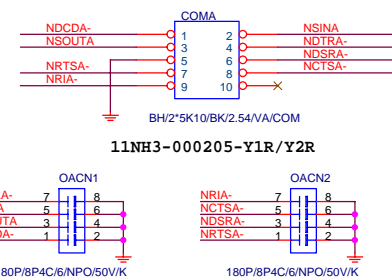 COMA
NDCDA- 1 2 NSINA
NSOUTA 3 4 NDTRA-
5 6 NDSRA-
NRTSA- 7 8 NCTSA-
NRIA- 9 10
BH/2*5K10/BK/2.54/VA/COM
11NH3-000205-Y1R/Y2R
OACN1
A- 7 8
A 5 6
UTA 3 4
DA- 1 2
180P/8P4C/6/NPO/50V/K
OACN2
NRIA- 7 8
NCTSA- 5 6
NDSRA- 3 4
NRTSA- 1 2
180P/8P4C/6/NPO/50V/K